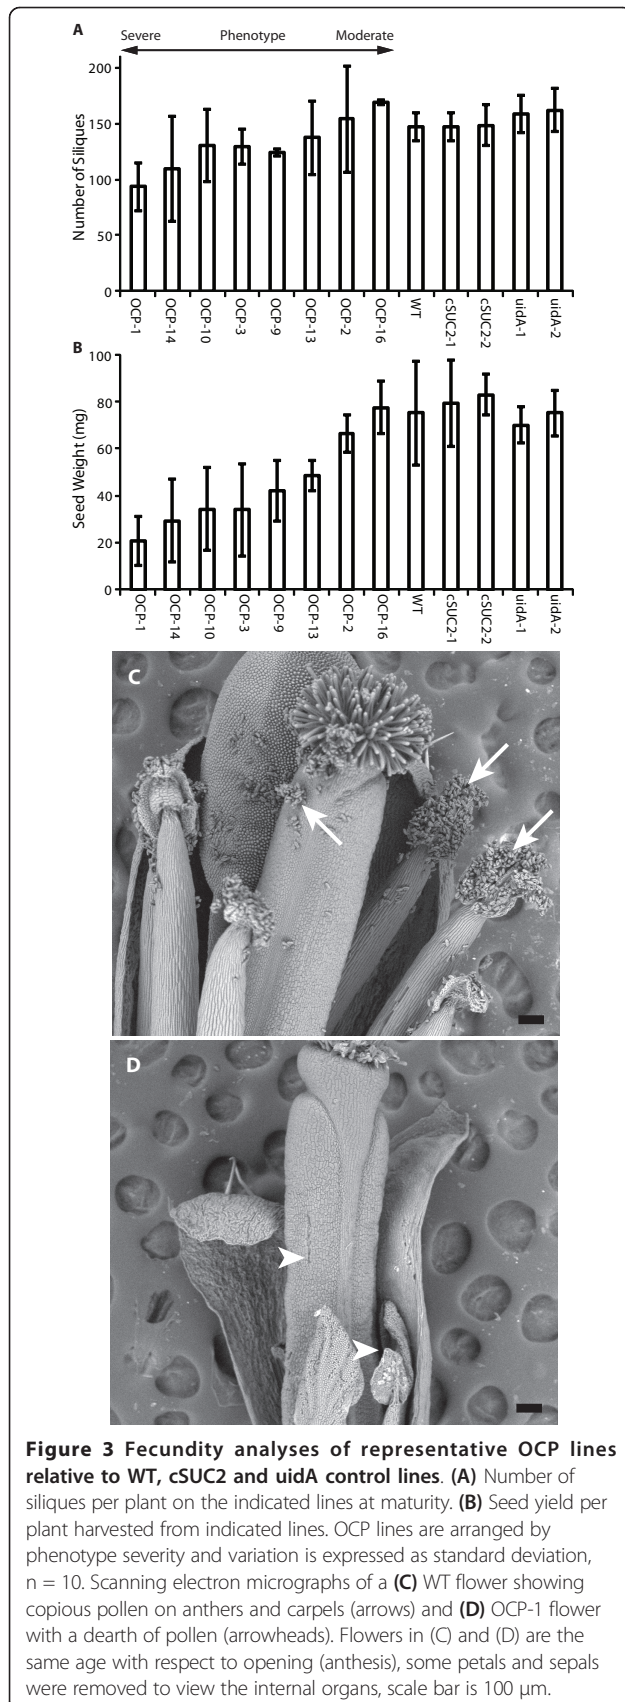 A
Severe Phenotype Moderate
Number of Siliques
200
150
100
50
0
OCP-1
OCP-14
OCP-10
OCP-3
OCP-9
OCP-13
OCP-2
OCP-16
WT
cSUC2-1
cSUC2-2
uidA-1
uidA-2
B
Seed Weight (mg)
100
80
60
40
20
0
OCP-1
OCP-14
OCP-10
OCP-3
OCP-9
OCP-13
OCP-2
OCP-16
WT
cSUC2-1
cSUC2-2
uidA-1
uidA-2
C
D
Figure 3 Fecundity analyses of representative OCP lines
relative to WT, cSUC2 and uidA control lines. (A) Number of
siliques per plant on the indicated lines at maturity. (B) Seed yield per
plant harvested from indicated lines. OCP lines are arranged by
phenotype severity and variation is expressed as standard deviation,
n = 10. Scanning electron micrographs of a (C) WT flower showing
copious pollen on anthers and carpels (arrows) and (D) OCP-1 flower
with a dearth of pollen (arrowheads). Flowers in (C) and (D) are the
same age with respect to opening (anthesis), some petals and sepals
were removed to view the internal organs, scale bar is 100 μm.